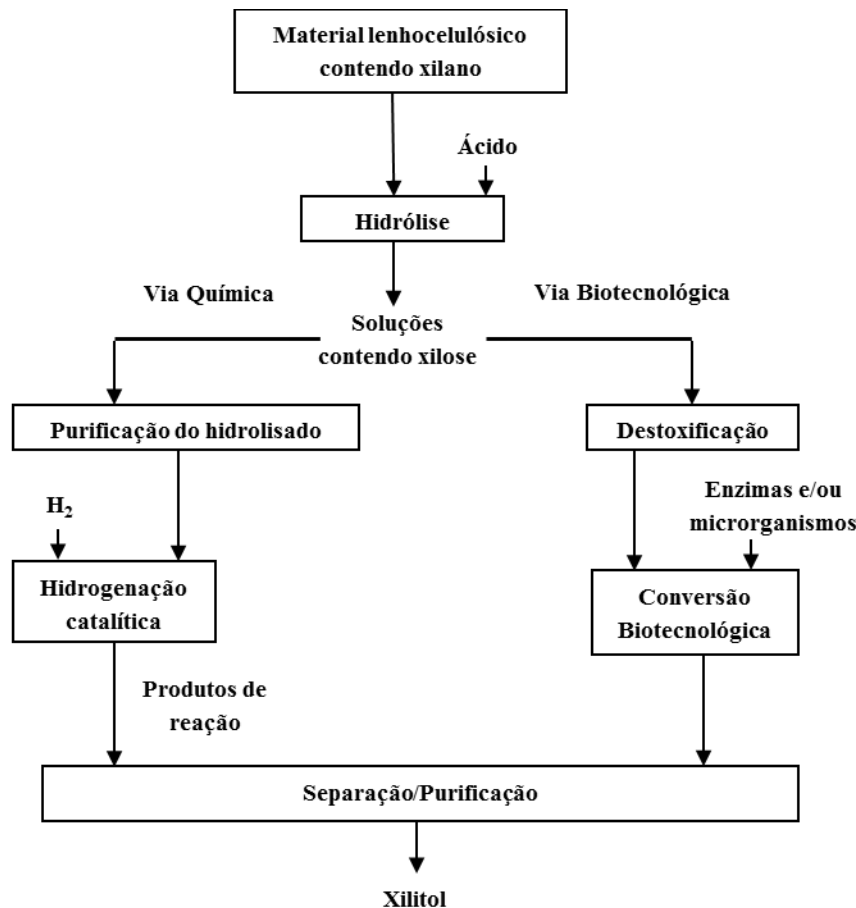 Material lenhocelulósico
contendo xilano
Ácido
Hidrólise
Via Química
Via Biotecnológica
Soluções
contendo xilose
Purificação do hidrolisado
Destoxificação
H₂
Enzimas e/ou
microrganismos
Hidrogenação
catalítica
Conversão
Biotecnológica
Produtos de
reação
Separação/Purificação
Xilitol